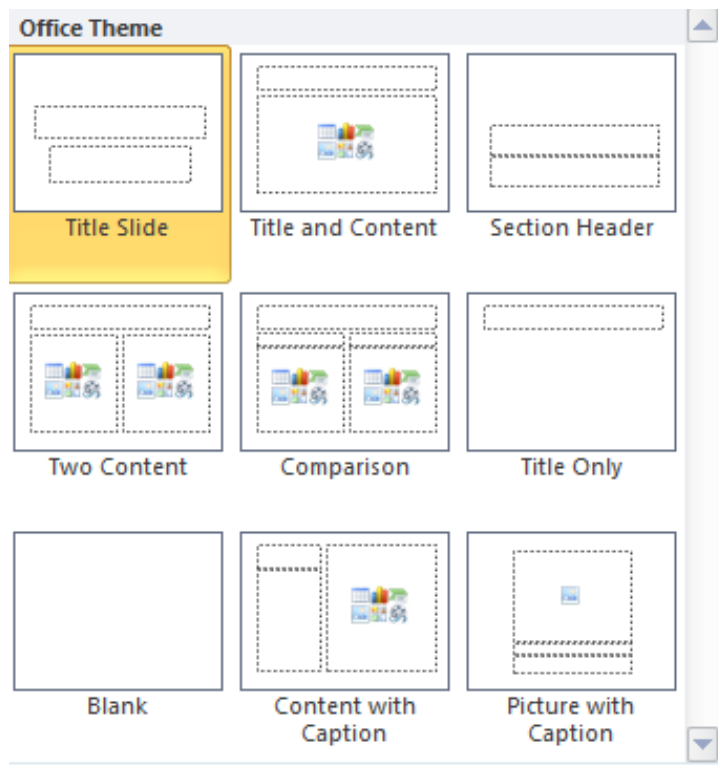 Office Theme
Title Slide
Title and Content
Section Header
Two Content
Comparison
Title Only
Blank
Content with
Caption
Picture with
Caption